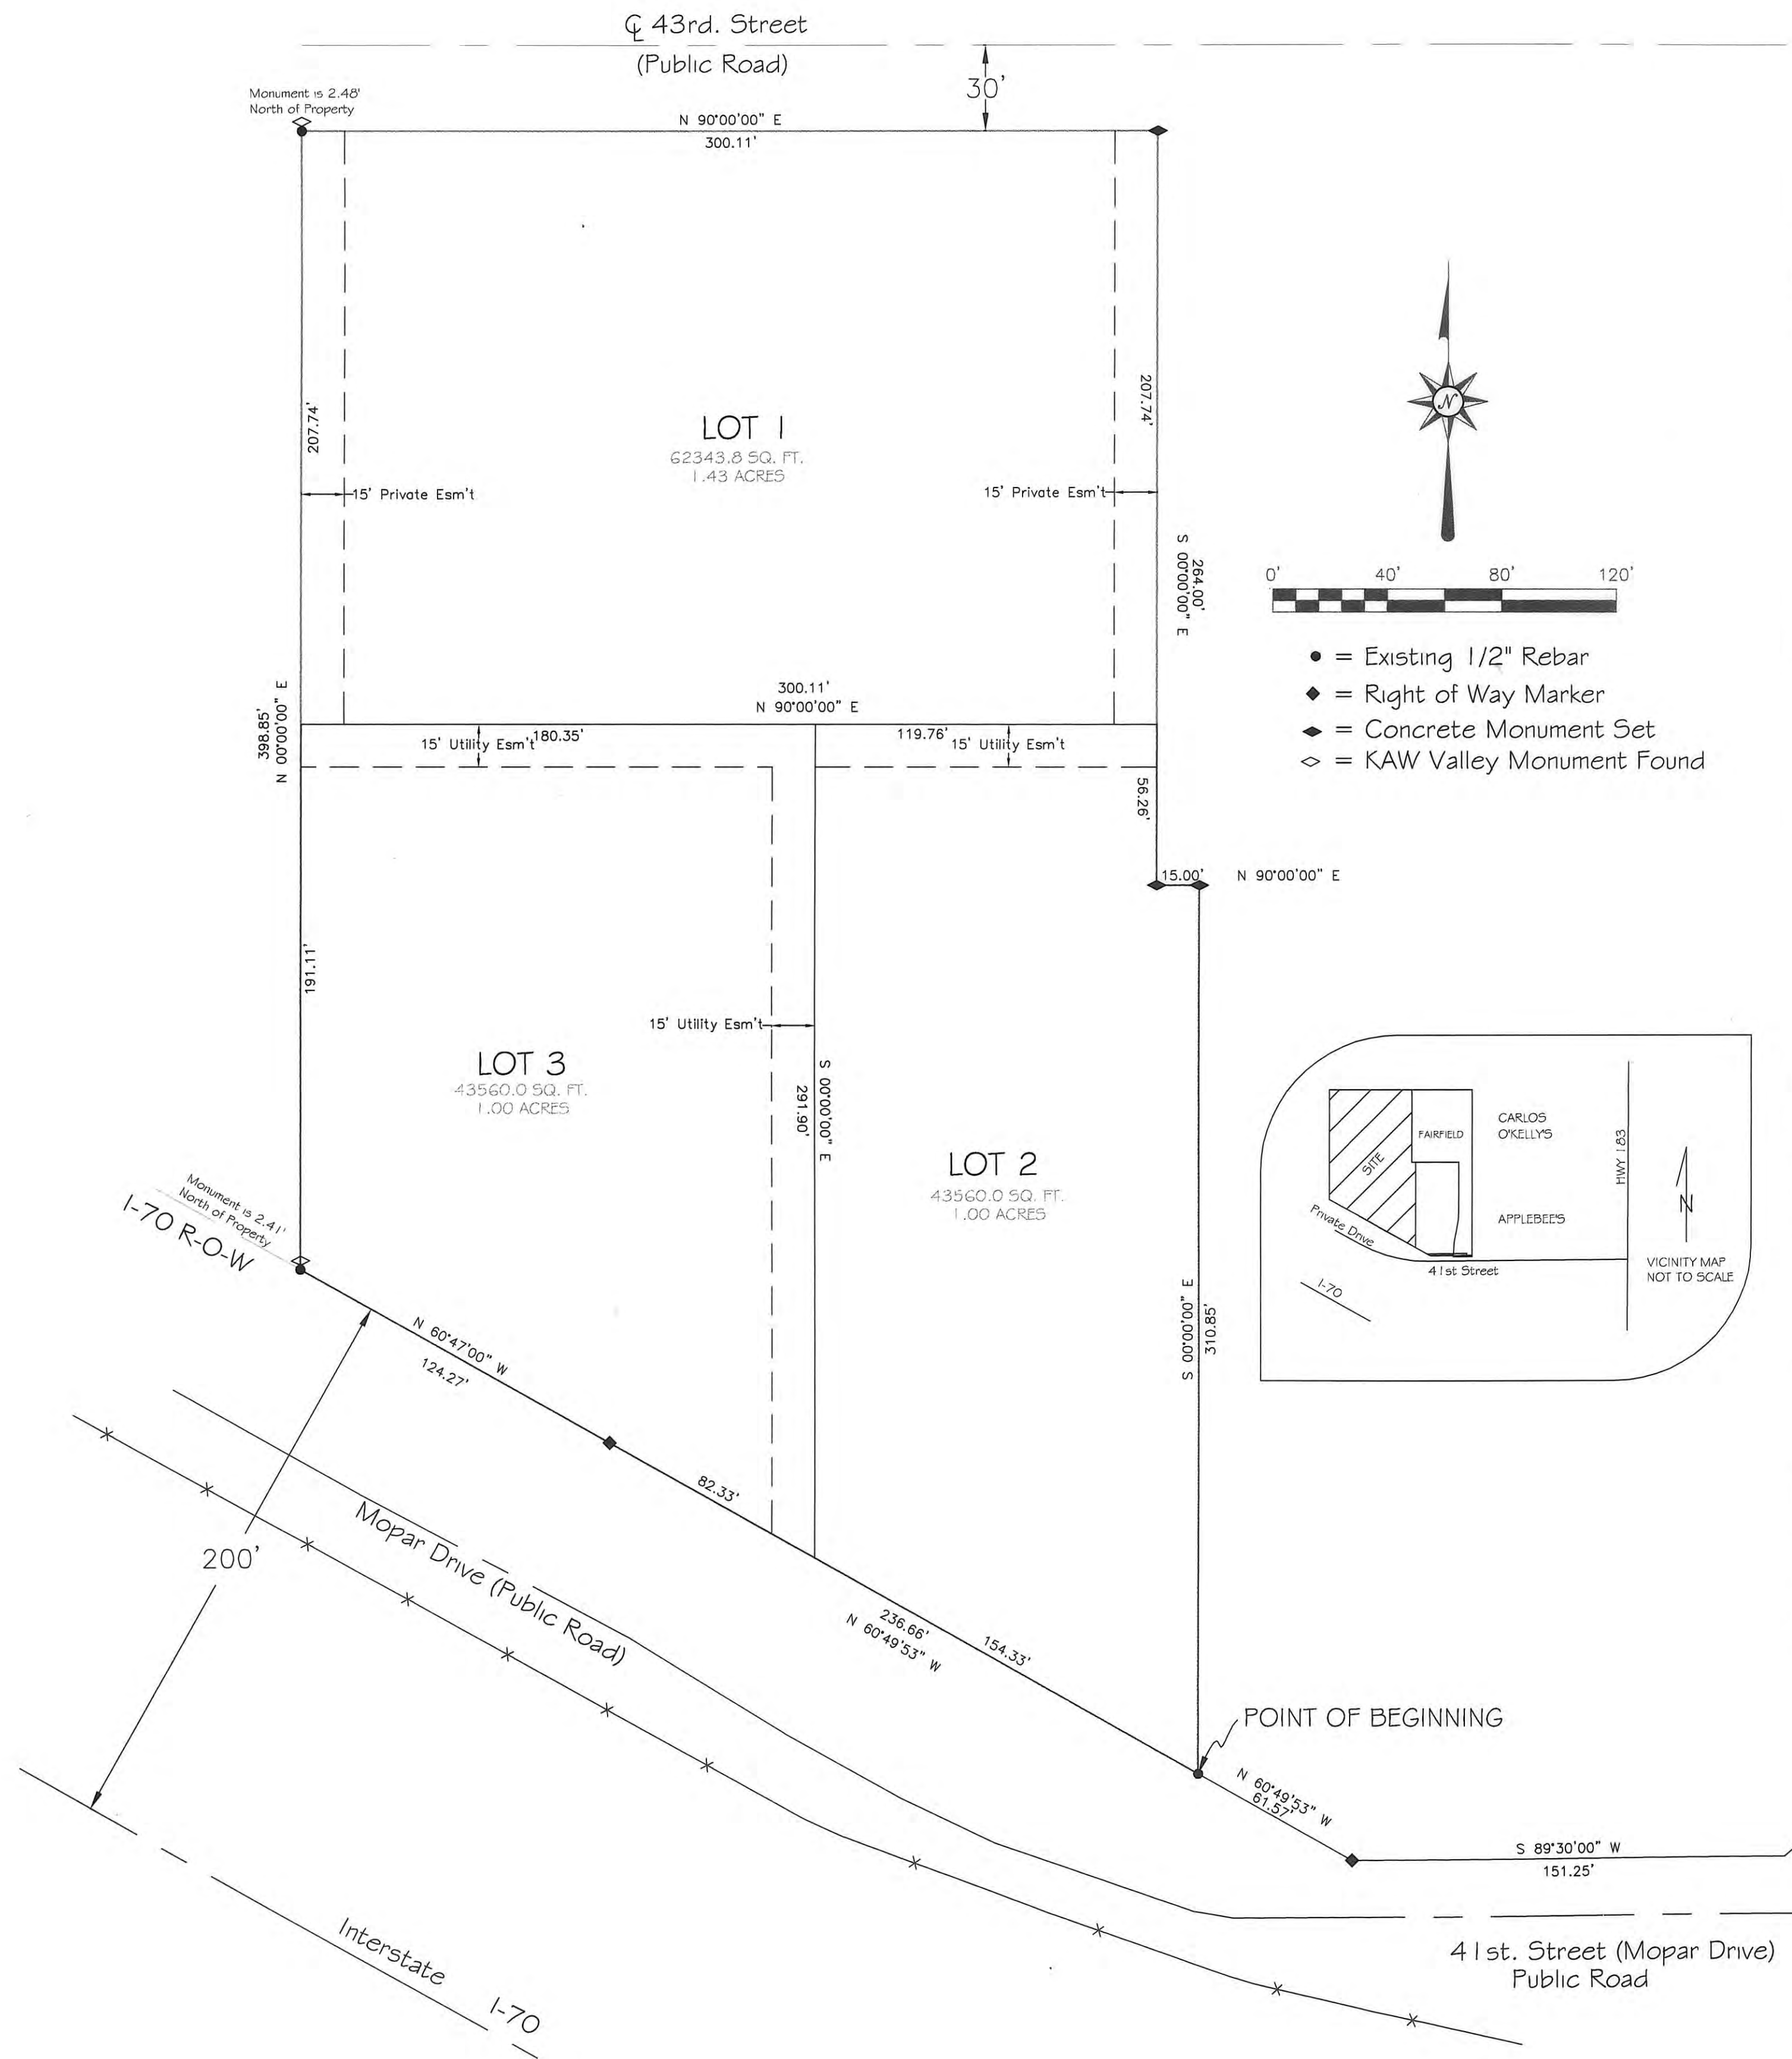 ℄ 43rd. Street
(Public Road)
30'
Monument is 2.48'
North of Property
N 90°00'00" E
300.11'
207.74'
207.74'
LOT 1
62343.8 SQ. FT.
1.43 ACRES
15' Private Esm't
15' Private Esm't
S 00°00'00" E
264.00'
0' 40' 80' 120'
● = Existing 1/2" Rebar
◆ = Right of Way Marker
◆ = Concrete Monument Set
◇ = KAW Valley Monument Found
N
300.11'
N 90°00'00" E
398.85'
N 00°00'00" E
15' Utility Esm't
180.35'
119.76'
15' Utility Esm't
56.26'
15.00'
N 90°00'00" E
191.11'
15' Utility Esm't
LOT 3
43560.0 SQ. FT.
1.00 ACRES
S 00°00'00" E
291.90'
LOT 2
43560.0 SQ. FT.
1.00 ACRES
S 00°00'00" E
310.85'
FAIRFIELD
CARLOS
O'KELLY'S
SITE
HWY 183
N
Private Drive
APPLEBEE'S
41st Street
I-70
VICINITY MAP
NOT TO SCALE
Monument is 2.41'
North of Property
I-70 R-O-W
N 60°47'00" W
124.27'
82.33'
200'
Mopar Drive (Public Road)
236.66'
N 60°49'53" W
154.33'
POINT OF BEGINNING
N 60°49'53" W
61.57'
S 89°30'00" W
151.25'
41st. Street (Mopar Drive)
Public Road
Interstate I-70